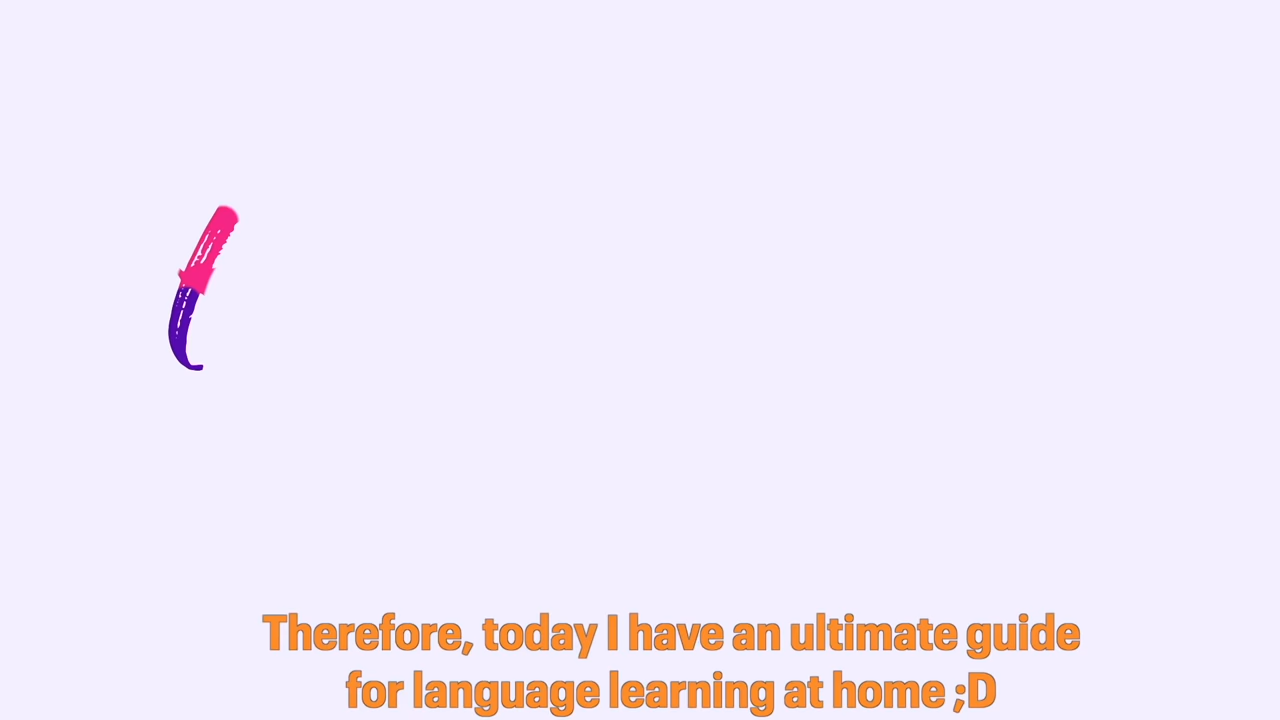 Therefore, today I have an ultimate guide
for language learning at home ;D